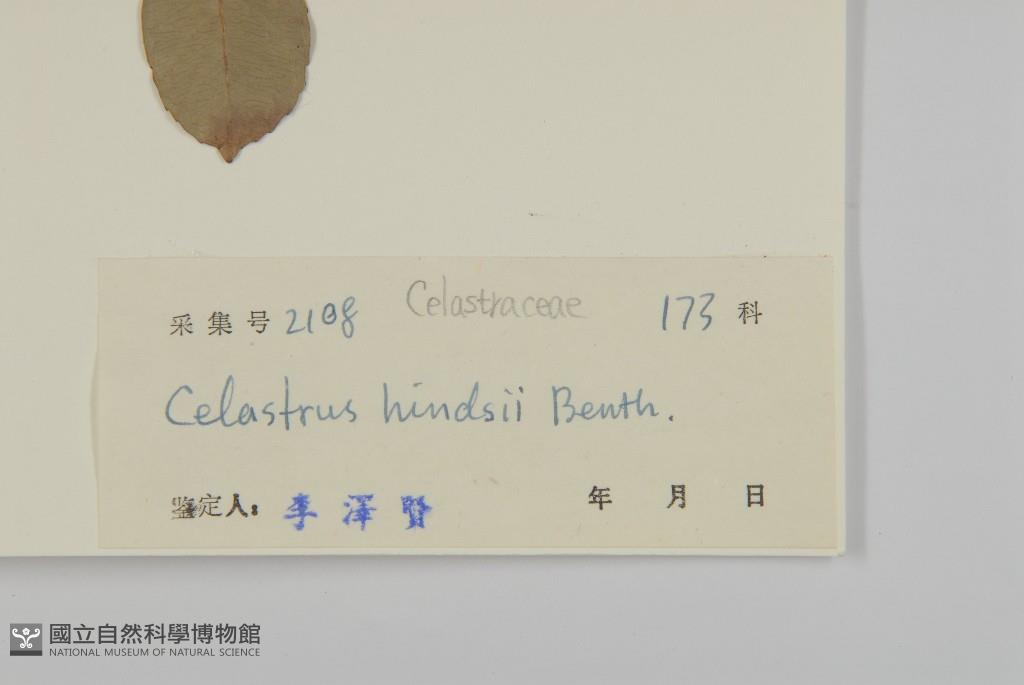 Celastraceae
采集号 2198 173 科
Celastrus hindsii Benth.
鉴定人: 李澤賢 年 月 日
國立自然科學博物館
NATIONAL MUSEUM OF NATURAL SCIENCE